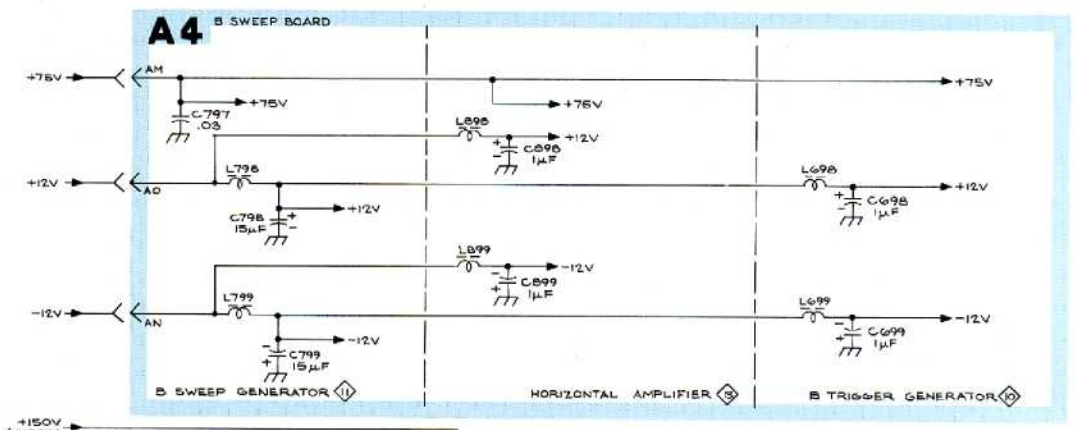 A4 B SWEEP BOARD
+75V AM +75V
+75V +75V
C797
.03
L898 +12V
+ -
C898
1µF
+12V AO L798 L698 +12V
+12V
C798
15µF
+ -
C698
1µF
+ -
L899 -12V
- +
C899
1µF
-12V AN L799 L699 -12V
-12V
- +
C799
15µF
- +
C699
1µF
B SWEEP GENERATOR 11 HORIZONTAL AMPLIFIER B TRIGGER GENERATOR 10
+150V